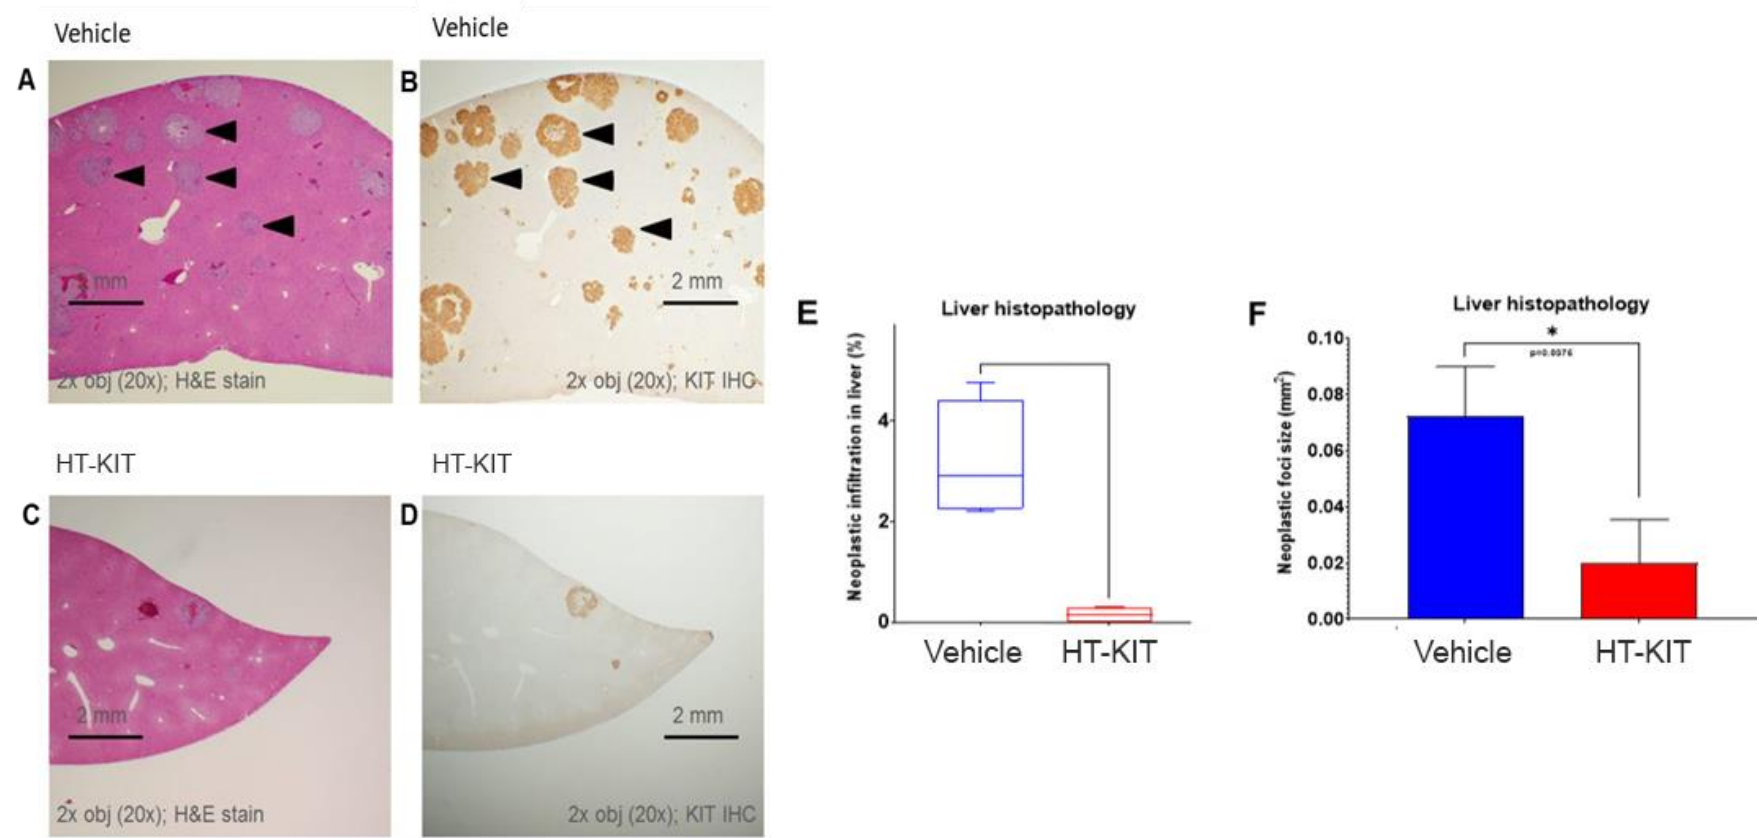 Vehicle
Vehicle
A
B
mm
2 mm
2x obj (20x); H&E stain
2x obj (20x); KIT IHC
HT-KIT
HT-KIT
C
D
2 mm
2 mm
2x obj (20x); H&E stain
2x obj (20x); KIT IHC
E
Liver histopathology
Neoplastic infiltration in liver (%)
4
2
0
Vehicle
HT-KIT
F
Liver histopathology
*
Neoplastic foci size (mm²)
0.10
0.08
0.06
0.04
0.02
0.00
Vehicle
HT-KIT